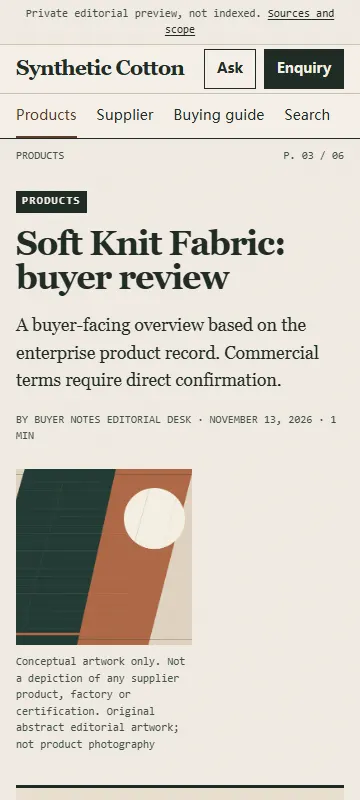 Private editorial preview, not indexed. Sources and
scope
Synthetic Cotton
Ask
Enquiry
Products
Supplier
Buying guide
Search
PRODUCTS
P. 03 / 06
PRODUCTS
Soft Knit Fabric:
buyer review
A buyer-facing overview based on the
enterprise product record. Commercial
terms require direct confirmation.
BY BUYER NOTES EDITORIAL DESK · NOVEMBER 13, 2026 · 1
MIN
Conceptual artwork only. Not
a depiction of any supplier
product, factory or
certification. Original
abstract editorial artwork;
not product photography